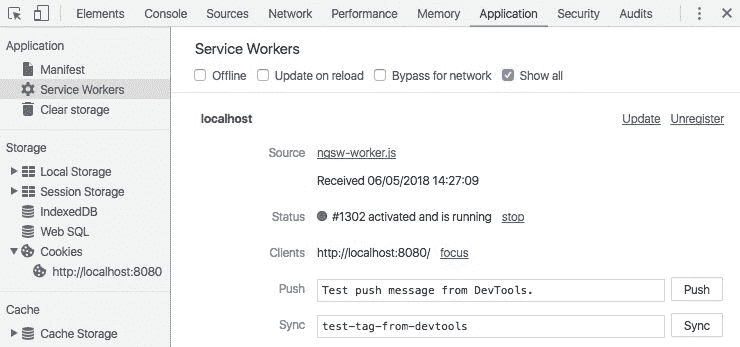 Elements Console Sources Network Performance Memory Application Security Audits
Application
Manifest
Service Workers
Clear storage
Storage
Local Storage
Session Storage
IndexedDB
Web SQL
Cookies
http://localhost:8080
Cache
Cache Storage
Service Workers
Offline Update on reload Bypass for network Show all
localhost Update Unregister
Source ngsw-worker.js
Received 06/05/2018 14:27:09
Status #1302 activated and is running stop
Clients http://localhost:8080/ focus
Push Test push message from DevTools. Push
Sync test-tag-from-devtools Sync